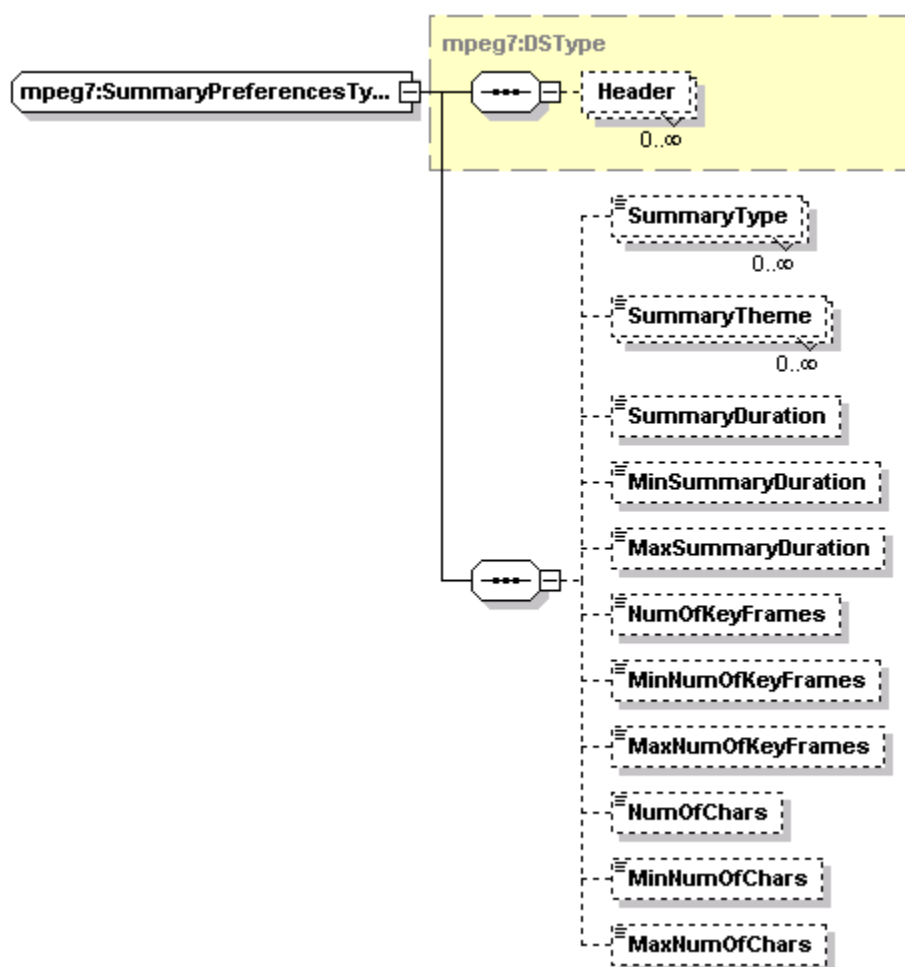 mpeg7:DSType
mpeg7:SummaryPreferencesTy...
Header
0..∞
SummaryType
0..∞
SummaryTheme
0..∞
SummaryDuration
MinSummaryDuration
MaxSummaryDuration
NumOfKeyFrames
MinNumOfKeyFrames
MaxNumOfKeyFrames
NumOfChars
MinNumOfChars
MaxNumOfChars